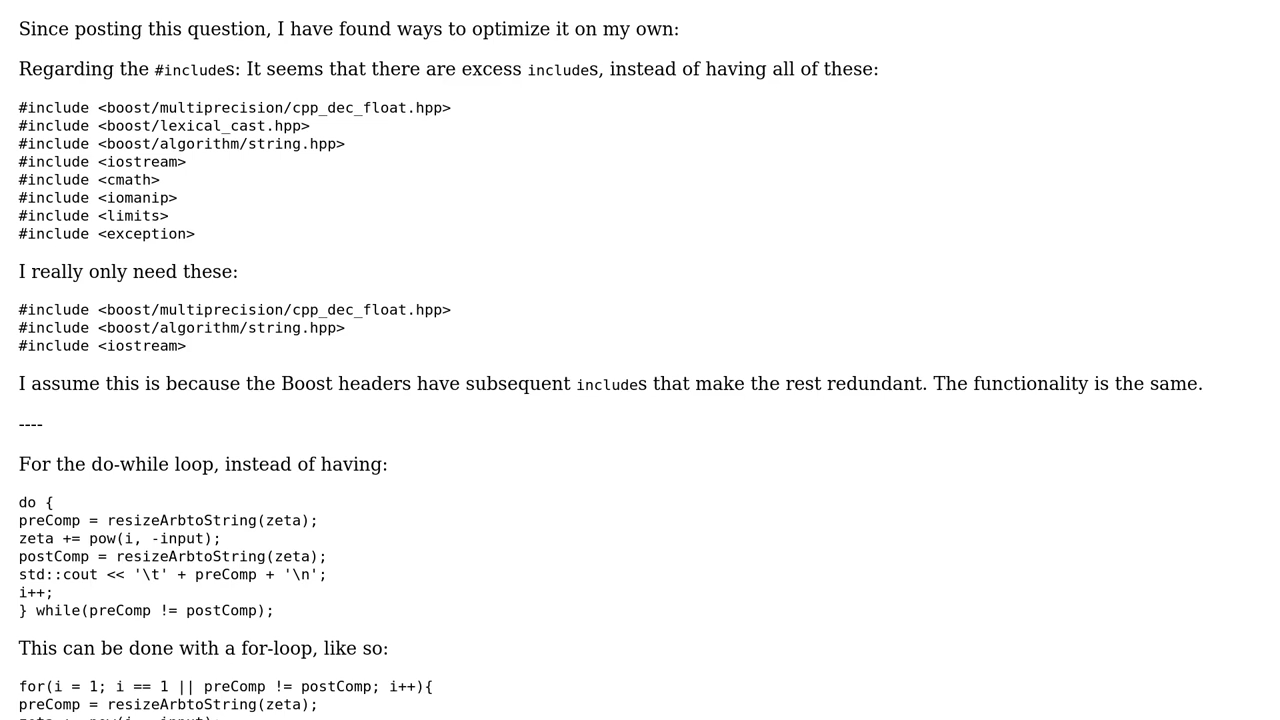 Since posting this question, I have found ways to optimize it on my own:
Regarding the #includes: It seems that there are excess includes, instead of having all of these:
#include <boost/multiprecision/cpp_dec_float.hpp>
#include <boost/lexical_cast.hpp>
#include <boost/algorithm/string.hpp>
#include <iostream>
#include <cmath>
#include <iomanip>
#include <limits>
#include <exception>
I really only need these:
#include <boost/multiprecision/cpp_dec_float.hpp>
#include <boost/algorithm/string.hpp>
#include <iostream>
I assume this is because the Boost headers have subsequent includes that make the rest redundant. The functionality is the same.
----
For the do-while loop, instead of having:
do {
preComp = resizeArbtoString(zeta);
zeta += pow(i, -input);
postComp = resizeArbtoString(zeta);
std::cout << '\t' + preComp + '\n';
i++;
} while(preComp != postComp);
This can be done with a for-loop, like so:
for(i = 1; i == 1 || preComp != postComp; i++){
preComp = resizeArbtoString(zeta);